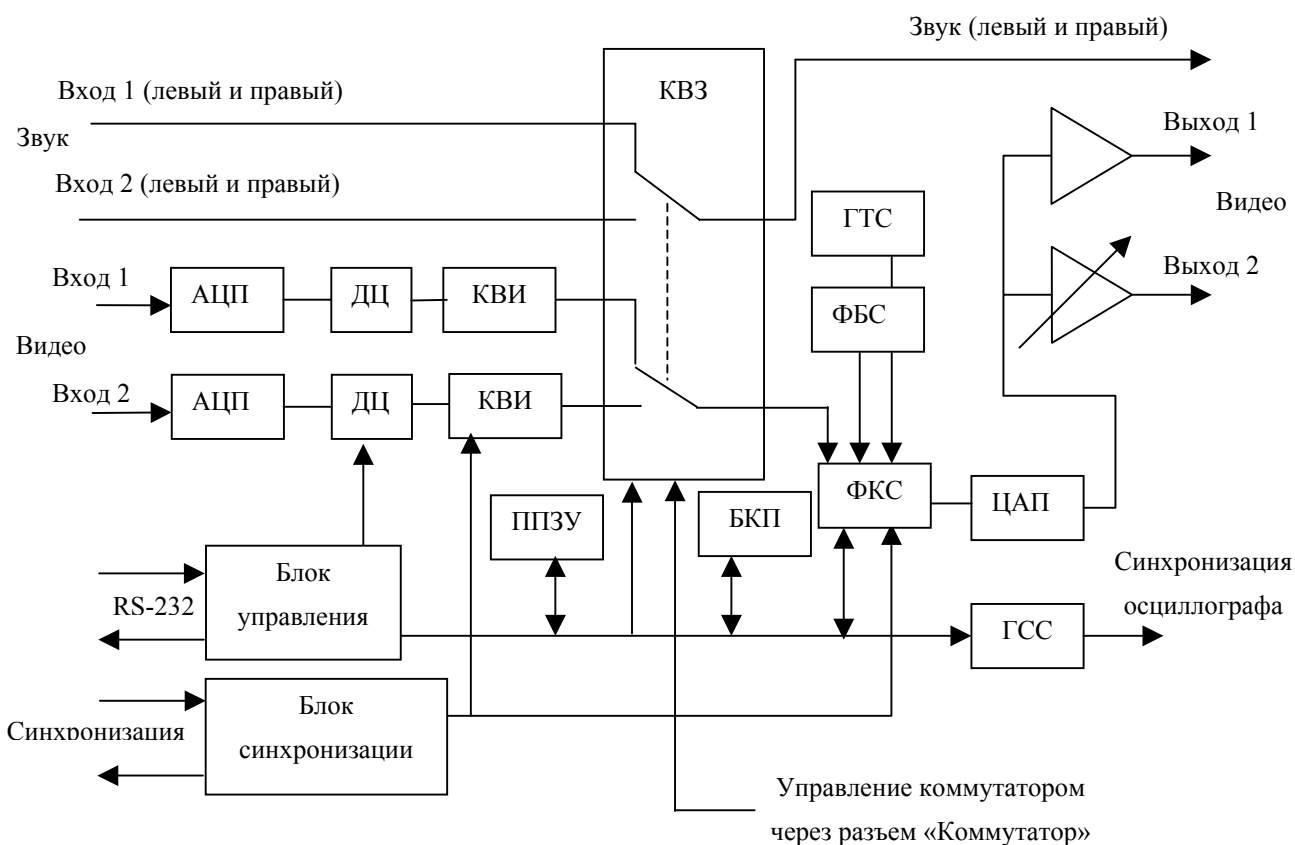 Звук (левый и правый)
Вход 1 (левый и правый)
КВЗ
Звук
Выход 1
Вход 2 (левый и правый)
ГТС
Видео
Вход 1
АЦП
ДЦ
КВИ
Выход 2
ФБС
Видео
Вход 2
АЦП
ДЦ
КВИ
ФКС
ЦАП
ППЗУ
БКП
Блок
управления
RS-232
Синхронизация
осциллографа
ГСС
Блок
синхронизации
Синхронизация
Управление коммутатором
через разъем «Коммутатор»